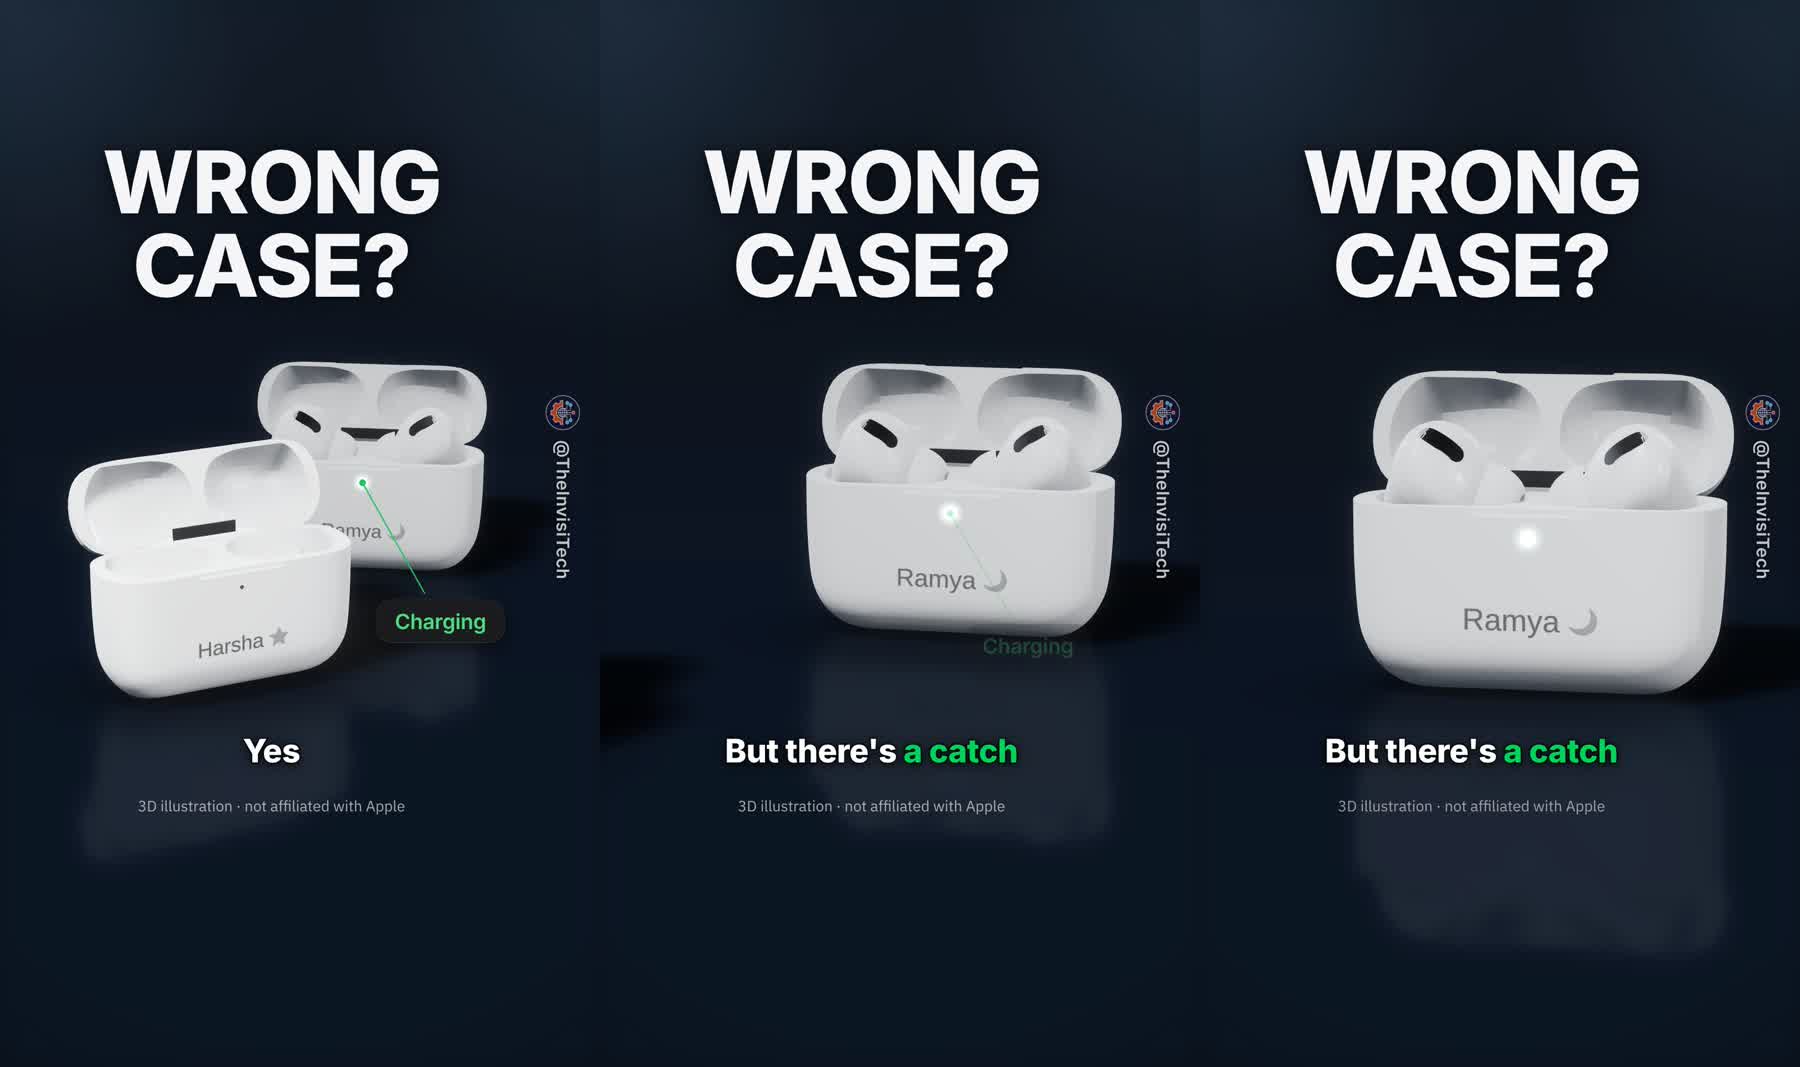 WRONG
CASE?
Ramya
Charging
Harsha
Yes
3D illustration · not affiliated with Apple
@TheInvisiTech
WRONG
CASE?
Ramya
Charging
But there's a catch
3D illustration · not affiliated with Apple
@TheInvisiTech
WRONG
CASE?
Ramya
But there's a catch
3D illustration · not affiliated with Apple
@TheInvisiTech